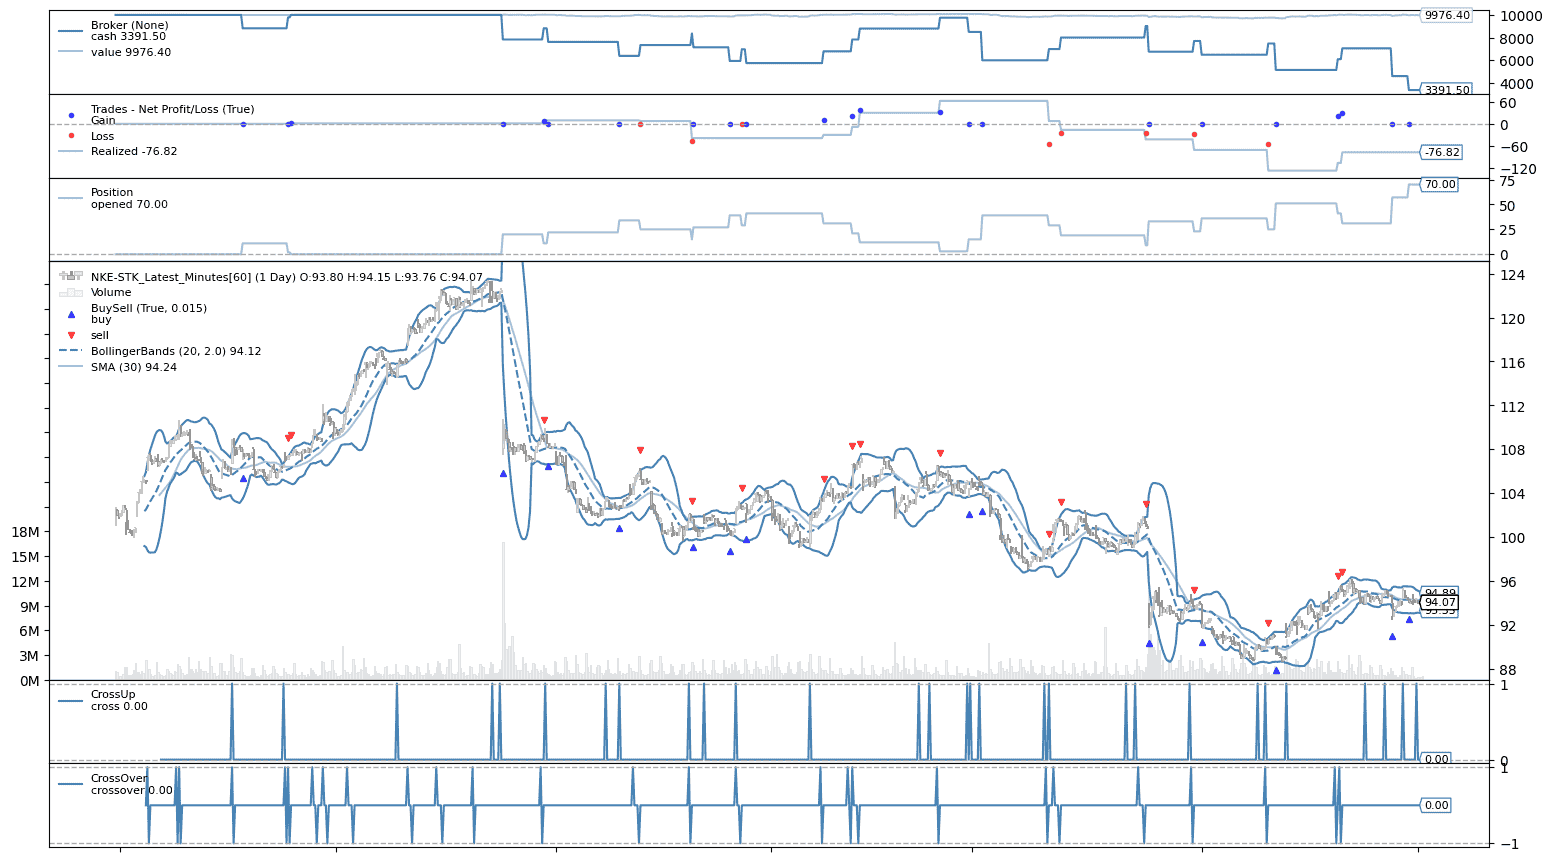 Broker (None)
cash 3391.50
value 9976.40
9976.40
10000
8000
6000
4000
3391.50
Trades - Net Profit/Loss (True)
Gain
Loss
Realized -76.82
60
0
−60
-76.82
−120
Position
opened 70.00
75
70.00
50
25
0
NKE-STK_Latest_Minutes[60] (1 Day) O:93.80 H:94.15 L:93.76 C:94.07
Volume
BuySell (True, 0.015)
buy
sell
BollingerBands (20, 2.0) 94.12
SMA (30) 94.24
124
120
116
112
108
104
100
96
92
88
94.89
94.07
93.35
18M
15M
12M
9M
6M
3M
0M
CrossUp
cross 0.00
1
0.00
0
CrossOver
crossover 0.00
1
0.00
−1